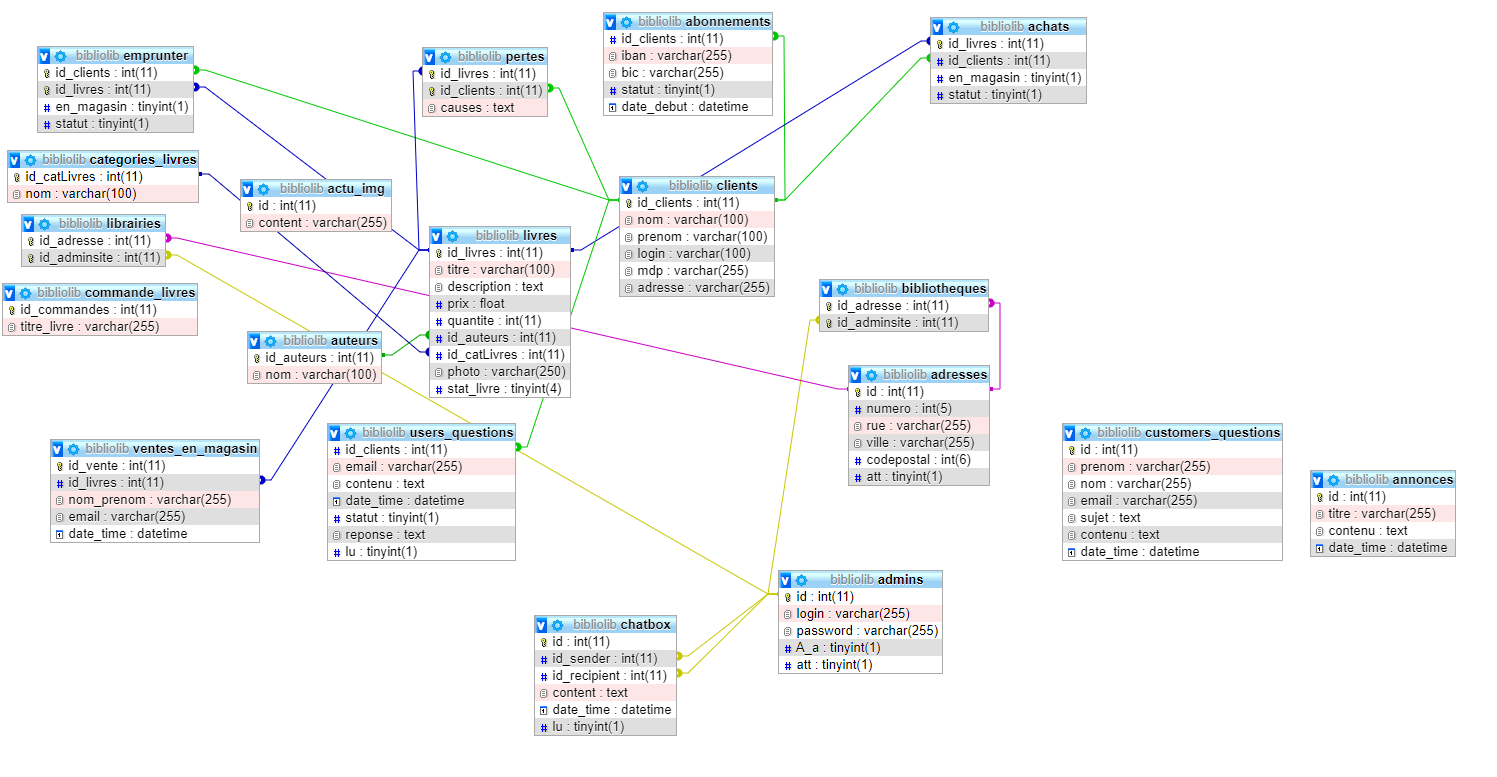 bibliolib emprunter
id_clients : int(11)
id_livres : int(11)
en_magasin : tinyint(1)
statut : tinyint(1)
bibliolib pertes
id_livres : int(11)
id_clients : int(11)
causes : text
bibliolib abonnements
id_clients : int(11)
iban : varchar(255)
bic : varchar(255)
statut : tinyint(1)
date_debut : datetime
bibliolib achats
id_livres : int(11)
id_clients : int(11)
en_magasin : tinyint(1)
statut : tinyint(1)
bibliolib categories_livres
id_catLivres : int(11)
nom : varchar(100)
bibliolib actu_img
id : int(11)
content : varchar(255)
bibliolib clients
id_clients : int(11)
nom : varchar(100)
prenom : varchar(100)
login : varchar(100)
mdp : varchar(255)
adresse : varchar(255)
bibliolib librairies
id_adresse : int(11)
id_adminsite : int(11)
bibliolib livres
id_livres : int(11)
titre : varchar(100)
description : text
prix : float
quantite : int(11)
id_auteurs : int(11)
id_catLivres : int(11)
photo : varchar(250)
stat_livre : tinyint(4)
bibliolib commande_livres
id_commandes : int(11)
titre_livre : varchar(255)
bibliolib bibliotheques
id_adresse : int(11)
id_adminsite : int(11)
bibliolib auteurs
id_auteurs : int(11)
nom : varchar(100)
bibliolib adresses
id : int(11)
numero : int(5)
rue : varchar(255)
ville : varchar(255)
codepostal : int(6)
att : tinyint(1)
bibliolib ventes_en_magasin
id_vente : int(11)
id_livres : int(11)
nom_prenom : varchar(255)
email : varchar(255)
date_time : datetime
bibliolib users_questions
id_clients : int(11)
email : varchar(255)
contenu : text
date_time : datetime
statut : tinyint(1)
reponse : text
lu : tinyint(1)
bibliolib customers_questions
id : int(11)
prenom : varchar(255)
nom : varchar(255)
email : varchar(255)
sujet : text
contenu : text
date_time : datetime
bibliolib annonces
id : int(11)
titre : varchar(255)
contenu : text
date_time : datetime
bibliolib admins
id : int(11)
login : varchar(255)
password : varchar(255)
A_a : tinyint(1)
att : tinyint(1)
bibliolib chatbox
id : int(11)
id_sender : int(11)
id_recipient : int(11)
content : text
date_time : datetime
lu : tinyint(1)